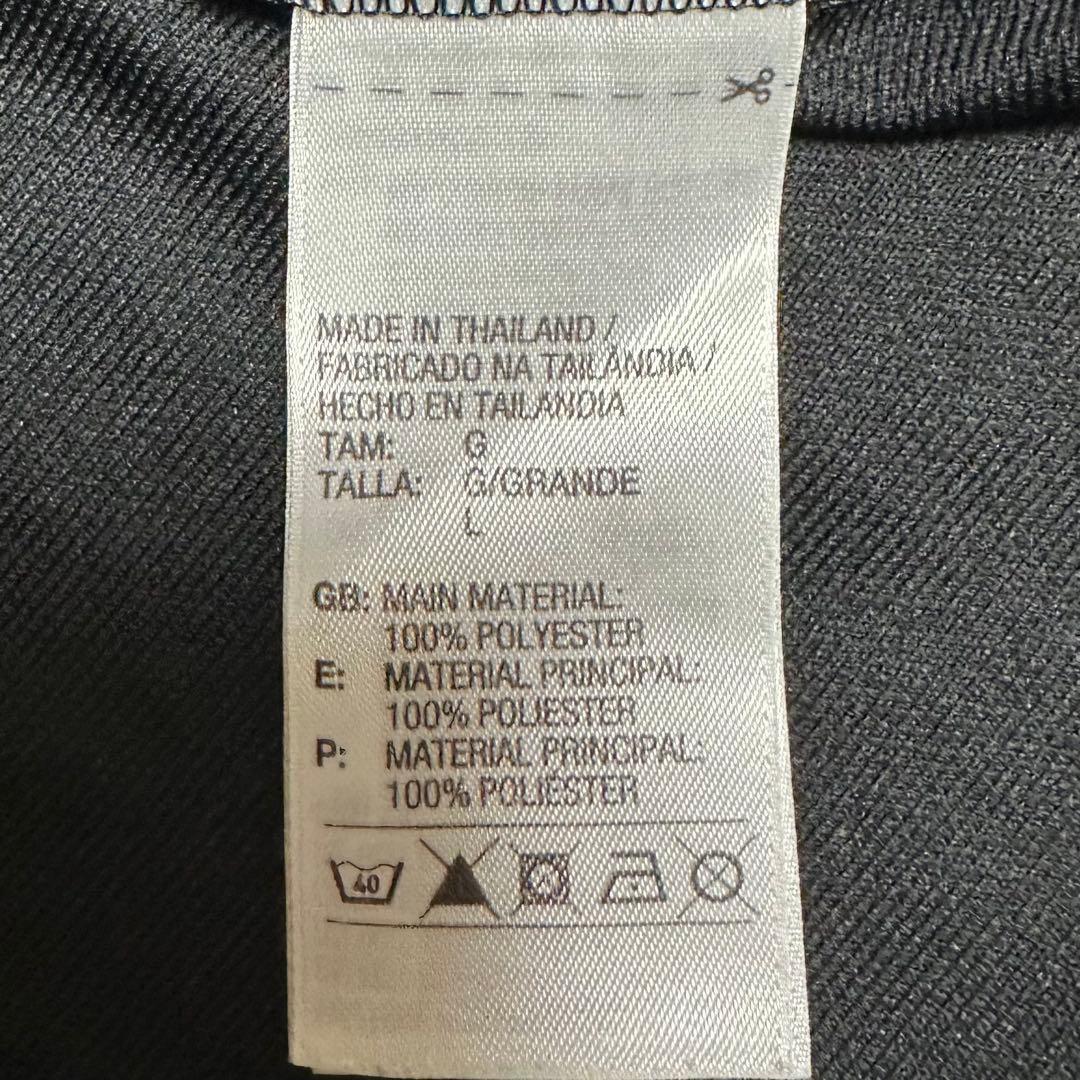 MADE IN THAILAND /
FABRICADO NA TAILÂNDIA /
HECHO EN TAILANDIA
TAM: G
TALLA: G/GRANDE
L
GB: MAIN MATERIAL:
100% POLYESTER
E: MATERIAL PRINCIPAL:
100% POLIESTER
P: MATERIAL PRINCIPAL:
100% POLIESTER
40